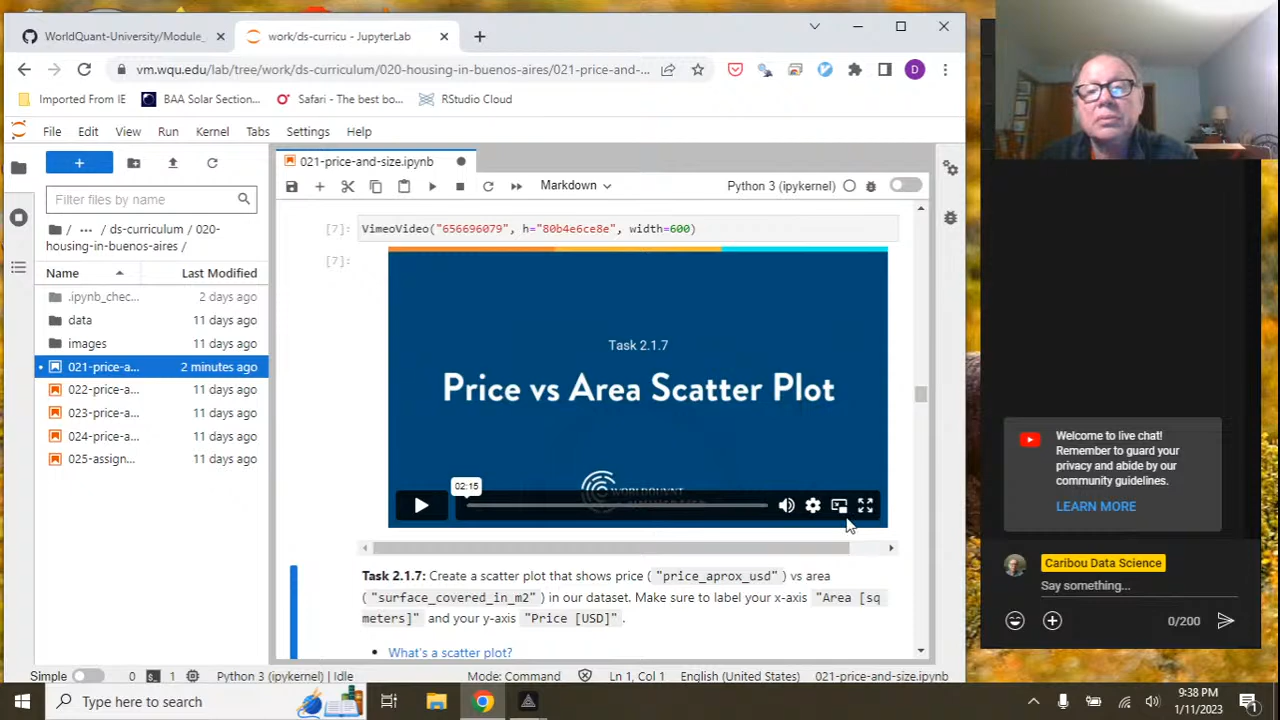 WorldQuant-University/Module_
work/ds-curricu - JupyterLab
vm.wqu.edu/lab/tree/work/ds-curriculum/020-housing-in-buenos-aires/021-price-and-...
D
Imported From IE
BAA Solar Section...
Safari - The best bo...
RStudio Cloud
File Edit View Run Kernel Tabs Settings Help
021-price-and-size.ipynb
Markdown
Python 3 (ipykernel)
Filter files by name
/ ... / ds-curriculum / 020-
housing-in-buenos-aires /
Name Last Modified
.ipynb_chec... 2 days ago
data 11 days ago
images 11 days ago
021-price-a... 2 minutes ago
022-price-a... 11 days ago
023-price-a... 11 days ago
024-price-a... 11 days ago
025-assign... 11 days ago
[7]: VimeoVideo("656696079", h="80b4e6ce8e", width=600)
[7]:
Task 2.1.7
Price vs Area Scatter Plot
02:15
WORLDQUANT
Task 2.1.7: Create a scatter plot that shows price ( "price_aprox_usd" ) vs area
( "surface_covered_in_m2" ) in our dataset. Make sure to label your x-axis "Area [sq
meters]" and your y-axis "Price [USD]" .
What's a scatter plot?
Simple 0 1 Python 3 (ipykernel) | Idle Mode: Command Ln 1, Col 1 English (United States) 021-price-and-size.ipynb
Welcome to live chat!
Remember to guard your
privacy and abide by our
community guidelines.
LEARN MORE
Caribou Data Science
Say something...
0/200
Type here to search
9:38 PM
1/11/2023
1